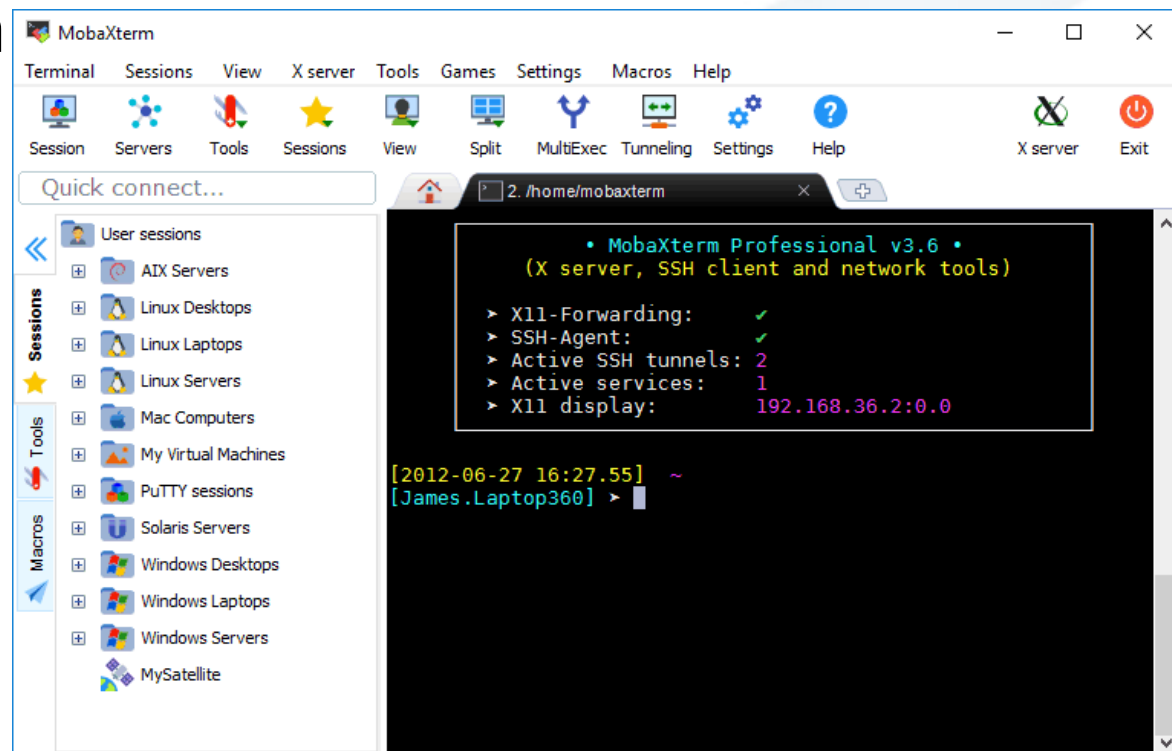 MobaXterm
Terminal Sessions View X server Tools Games Settings Macros Help
Session Servers Tools Sessions View Split MultiExec Tunneling Settings Help X server Exit
Quick connect...
2. /home/mobaxterm
User sessions
AIX Servers
Linux Desktops
Linux Laptops
Linux Servers
Mac Computers
My Virtual Machines
PuTTY sessions
Solaris Servers
Windows Desktops
Windows Laptops
Windows Servers
MySatellite
Sessions
Tools
Macros
• MobaXterm Professional v3.6 •
(X server, SSH client and network tools)
➤ X11-Forwarding: ✔
➤ SSH-Agent: ✔
➤ Active SSH tunnels: 2
➤ Active services: 1
➤ X11 display: 192.168.36.2:0.0
[2012-06-27 16:27.55] ~
[James.Laptop360] ➤